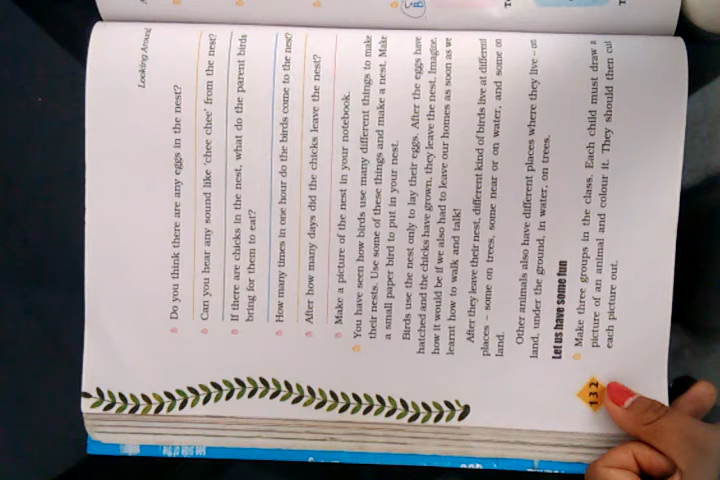 Looking Around
Do you think there are any eggs in the nest?
Can you hear any sound like 'chee chee' from the nest?
If there are chicks in the nest, what do the parent birds
bring for them to eat?
How many times in one hour do the birds come to the nest?
After how many days did the chicks leave the nest?
Make a picture of the nest in your notebook.
You have seen how birds use many different things to make
their nests. Use some of these things and make a nest. Make
a small paper bird to put in your nest.
Birds use the nest only to lay their eggs. After the eggs have
hatched and the chicks have grown, they leave the nest. Imagine,
how it would be if we also had to leave our homes as soon as we
learnt how to walk and talk!
After they leave their nest, different kind of birds live at different
places – some on trees, some near or on water, and some on
land.
Other animals also have different places where they live – on
land, under the ground, in water, on trees.
Let us have some fun
Make three groups in the class. Each child must draw a
picture of an animal and colour it. They should then cut
each picture out.
132